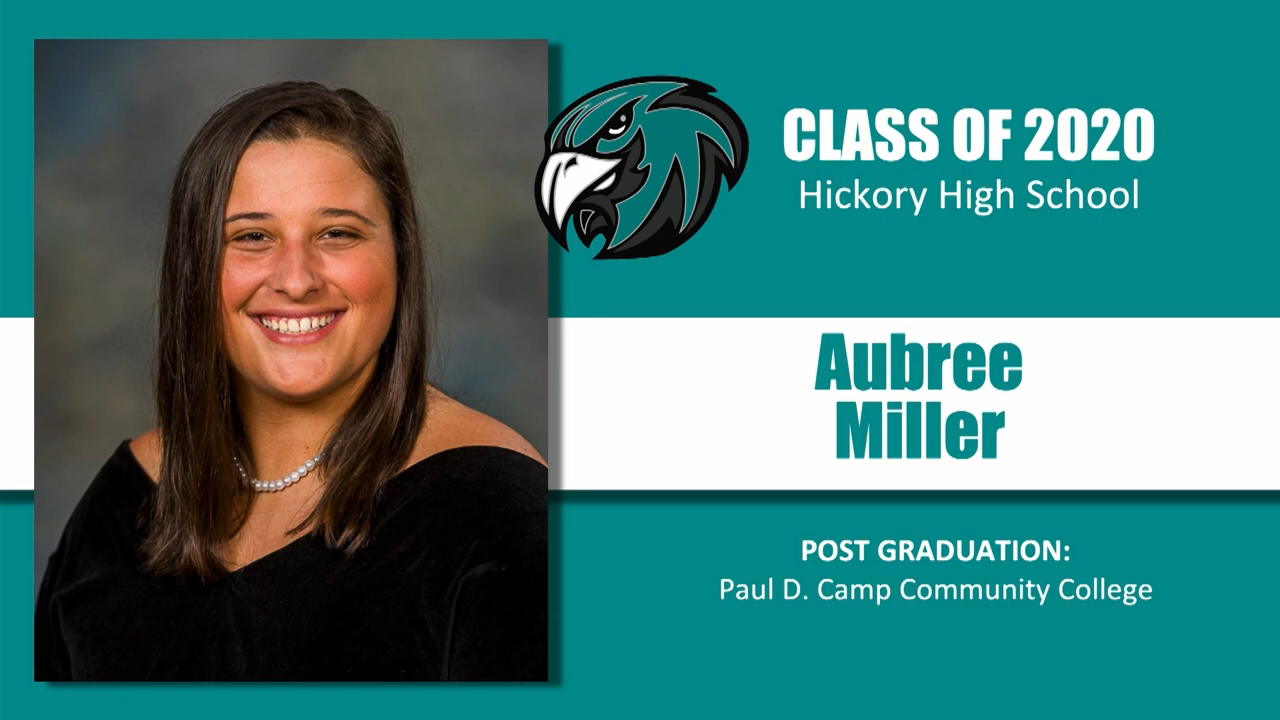 CLASS OF 2020
Hickory High School
Aubree
Miller
POST GRADUATION:
Paul D. Camp Community College